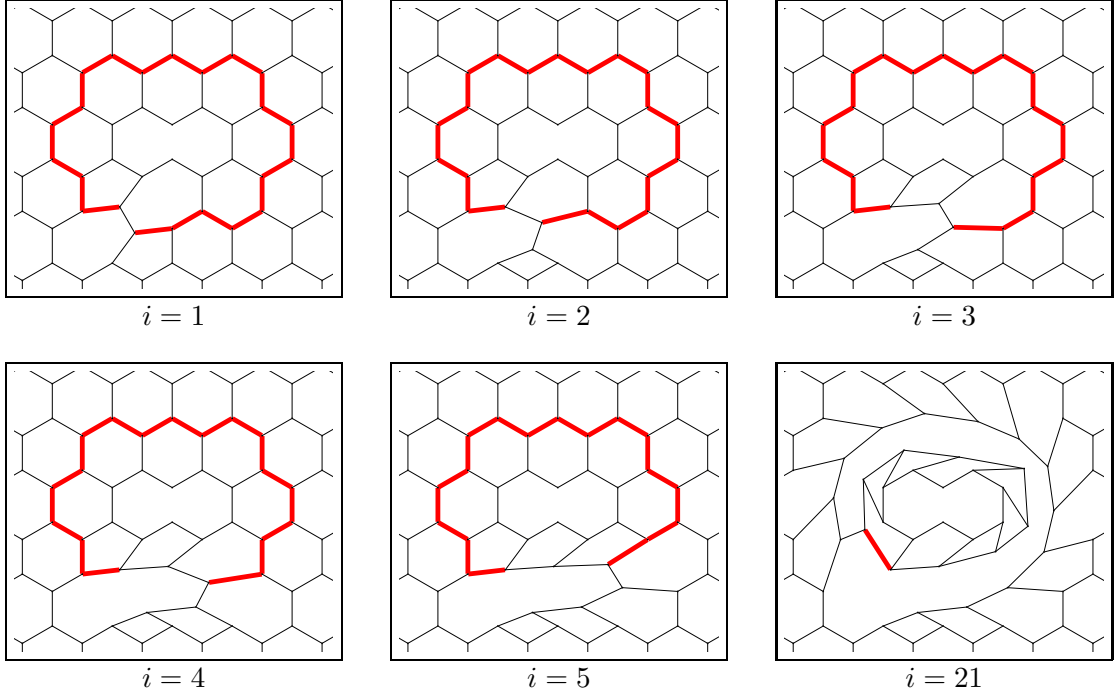 i = 1
i = 2
i = 3
i = 4
i = 5
i = 21